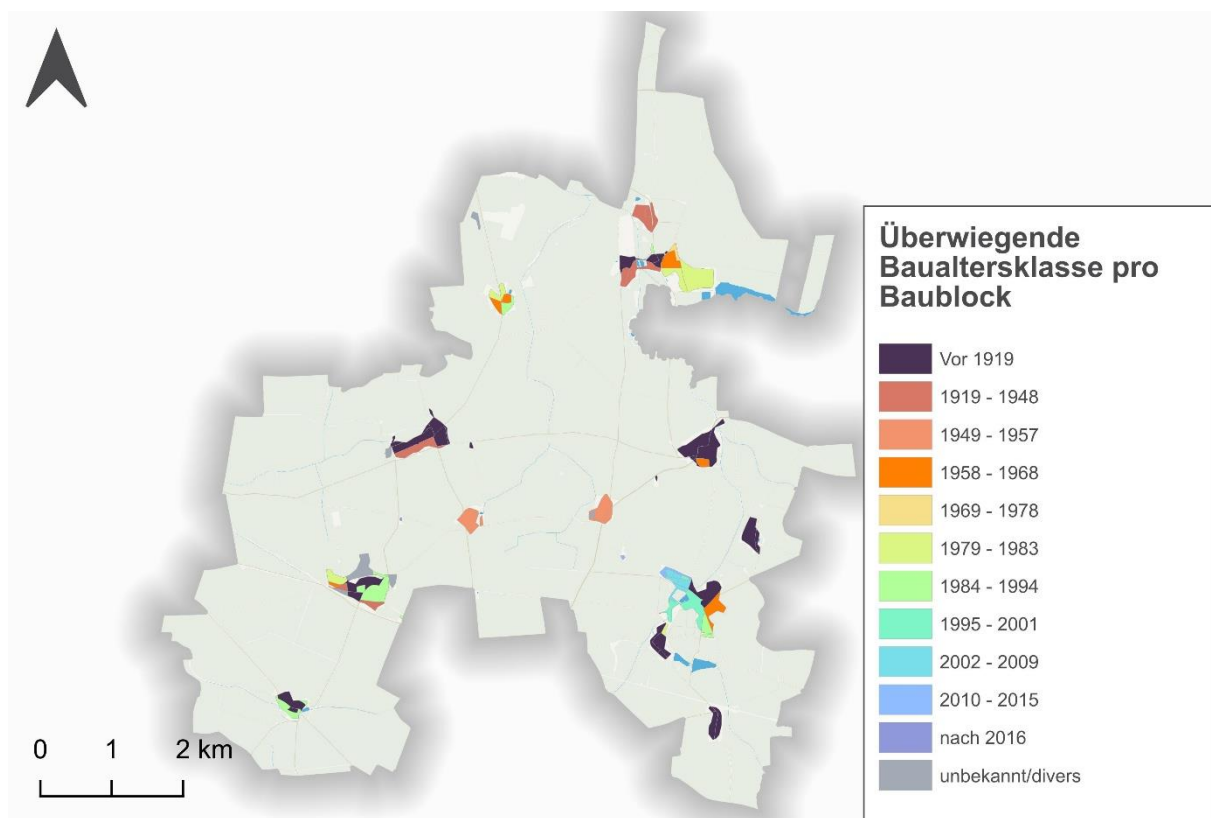 Überwiegende
Baualtersklasse pro
Baublock
Vor 1919
1919 - 1948
1949 - 1957
1958 - 1968
1969 - 1978
1979 - 1983
1984 - 1994
1995 - 2001
2002 - 2009
2010 - 2015
nach 2016
unbekannt/divers
0 1 2 km